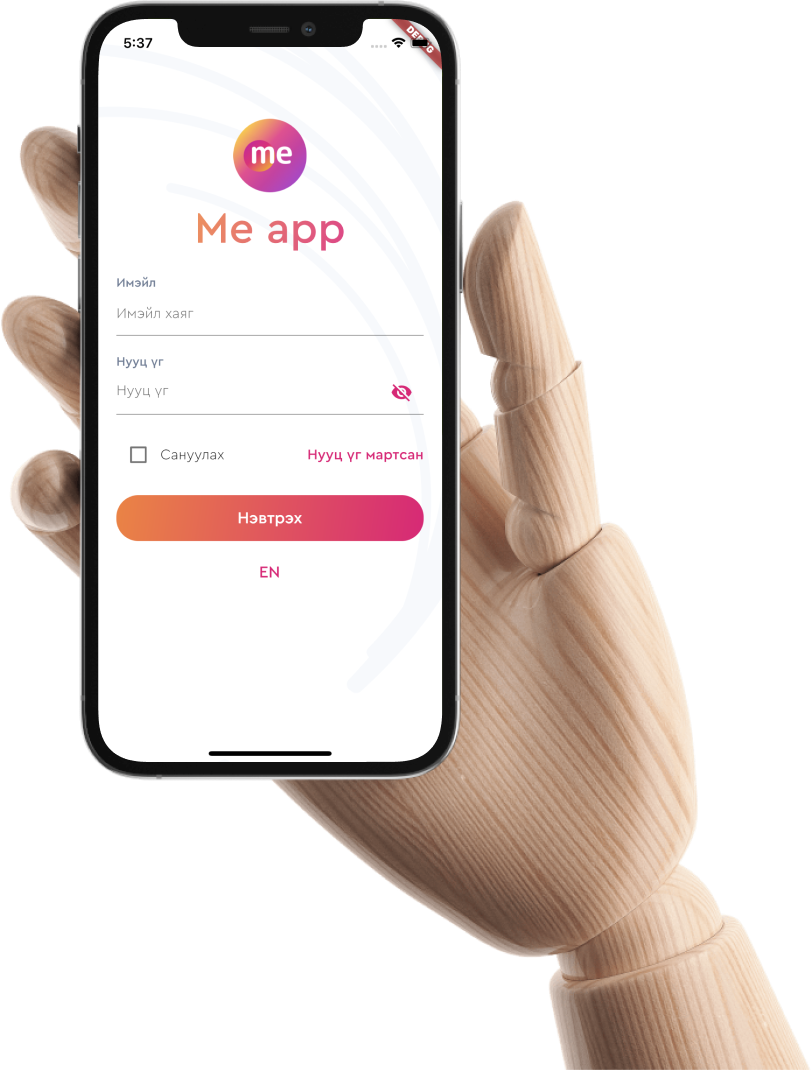 5:37
DEBUG
me
Me app
Имэйл
Имэйл хаяг
Нууц үг
Нууц үг
Сануулах
Нууц үг мартсан
Нэвтрэх
EN